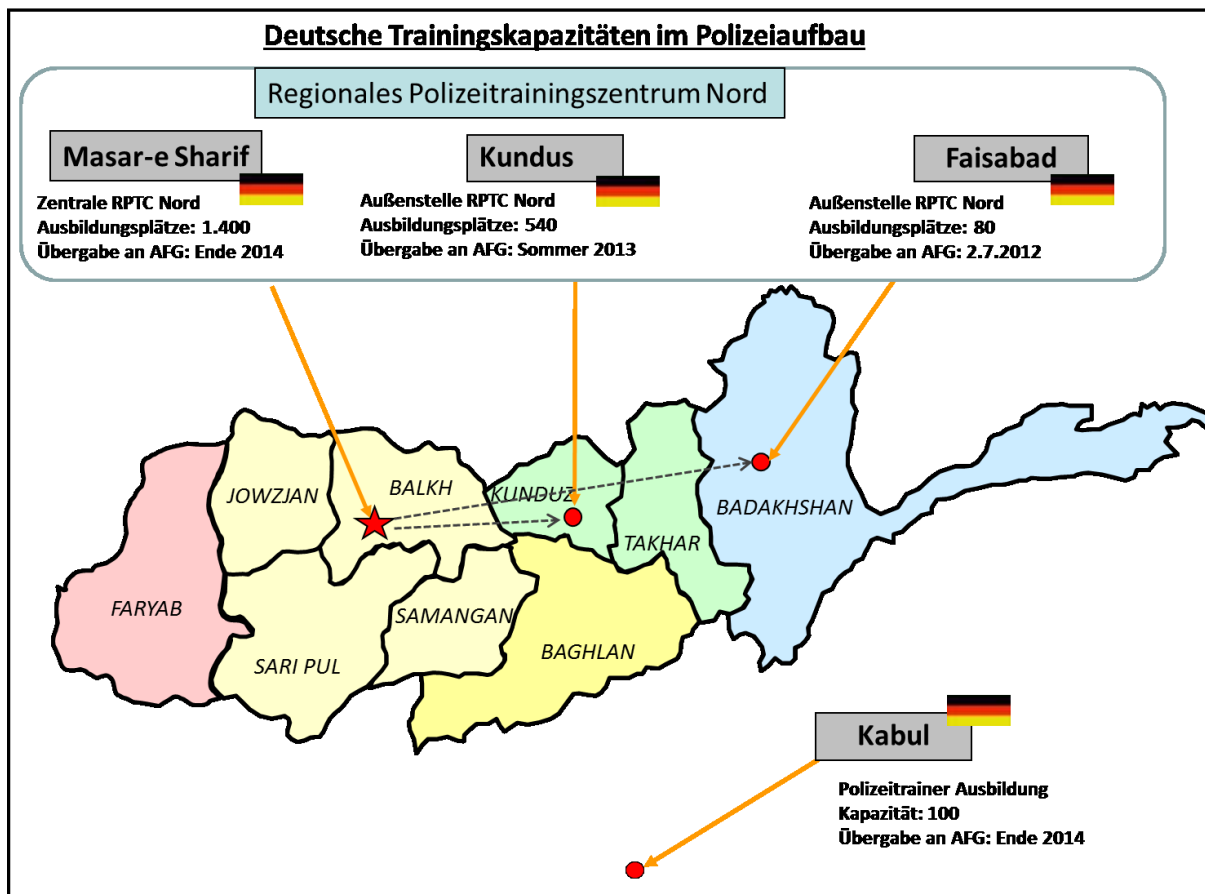 Deutsche Trainingskapazitäten im Polizeiaufbau
Regionales Polizeitrainingszentrum Nord
Masar-e Sharif
Zentrale RPTC Nord
Ausbildungsplätze: 1.400
Übergabe an AFG: Ende 2014
Kundus
Außenstelle RPTC Nord
Ausbildungsplätze: 540
Übergabe an AFG: Sommer 2013
Faisabad
Außenstelle RPTC Nord
Ausbildungsplätze: 80
Übergabe an AFG: 2.7.2012
JOWZJAN
BALKH
KUNDUZ
TAKHAR
BADAKHSHAN
FARYAB
SARI PUL
SAMANGAN
BAGHLAN
Kabul
Polizeitrainer Ausbildung
Kapazität: 100
Übergabe an AFG: Ende 2014